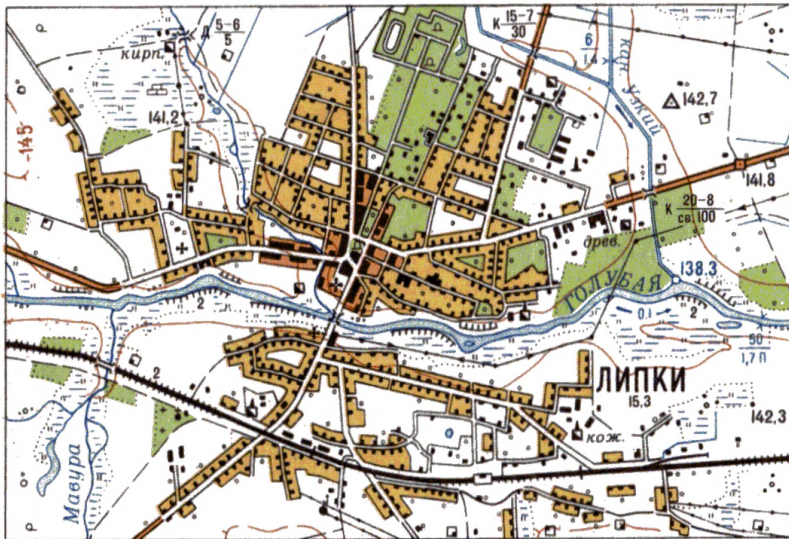 5-6
Д
5
кирп.
К 15-7
30
6
1.4
кан. Узкий
142,7
141,2
145
141,8
К 20-8
св.100
древ.
ГОЛУБАЯ
138.3
2
0.1
2
50
1,7 П
2
ЛИПКИ
15.3
кож.
142,3
Мавура